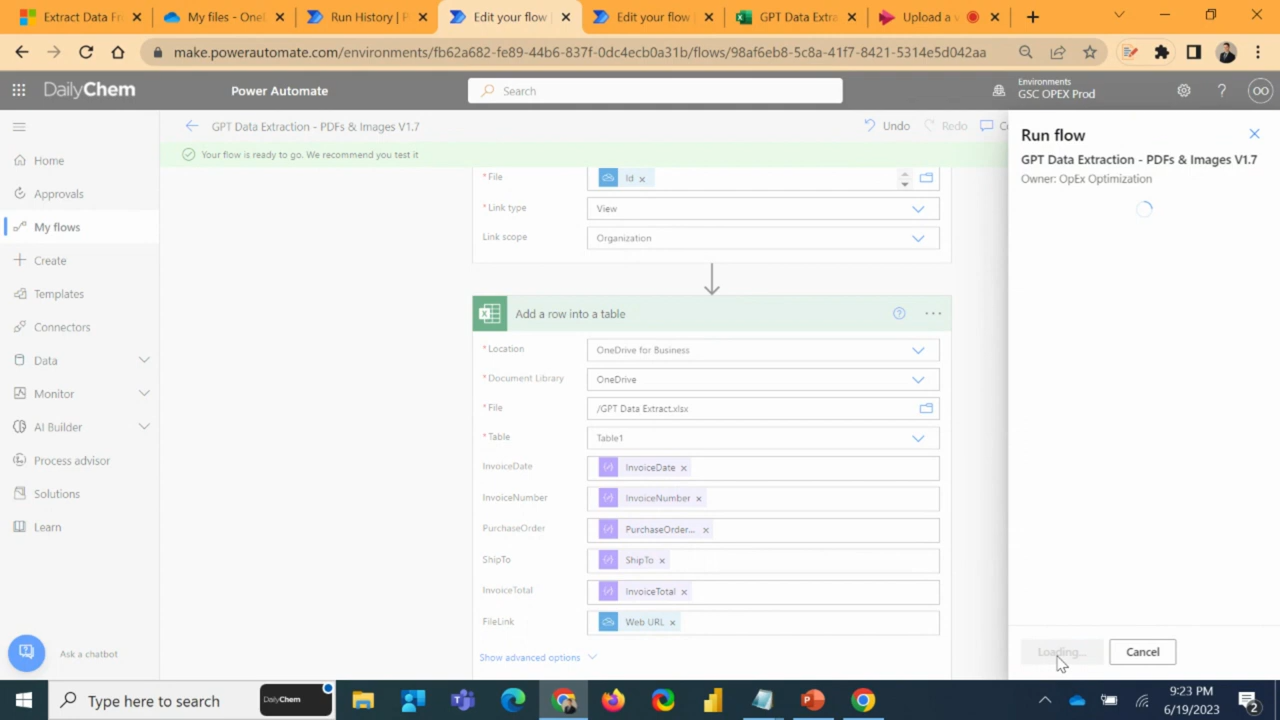 Extract Data Fr
My files - OneD
Run History | P
Edit your flow
Edit your flow
GPT Data Extra
Upload a v
make.powerautomate.com/environments/fb62a682-fe89-44b6-837f-0dc4ecb0a31b/flows/98af6eb8-5c8a-41f7-8421-5314e5d042aa
DailyChem
Power Automate
Search
Environments
GSC OPEX Prod
OO
GPT Data Extraction - PDFs & Images V1.7
Undo
Redo
Your flow is ready to go. We recommend you test it
Home
Approvals
My flows
Create
Templates
Connectors
Data
Monitor
AI Builder
Process advisor
Solutions
Learn
Ask a chatbot
* File
Id
* Link type
View
Link scope
Organization
Add a row into a table
* Location
OneDrive for Business
* Document Library
OneDrive
* File
/GPT Data Extract.xlsx
* Table
Table1
InvoiceDate
InvoiceDate
InvoiceNumber
InvoiceNumber
PurchaseOrder
PurchaseOrder...
ShipTo
ShipTo
InvoiceTotal
InvoiceTotal
FileLink
Web URL
Show advanced options
Run flow
GPT Data Extraction - PDFs & Images V1.7
Owner: OpEx Optimization
Loading...
Cancel
Type here to search
DailyChem
9:23 PM
6/19/2023
2